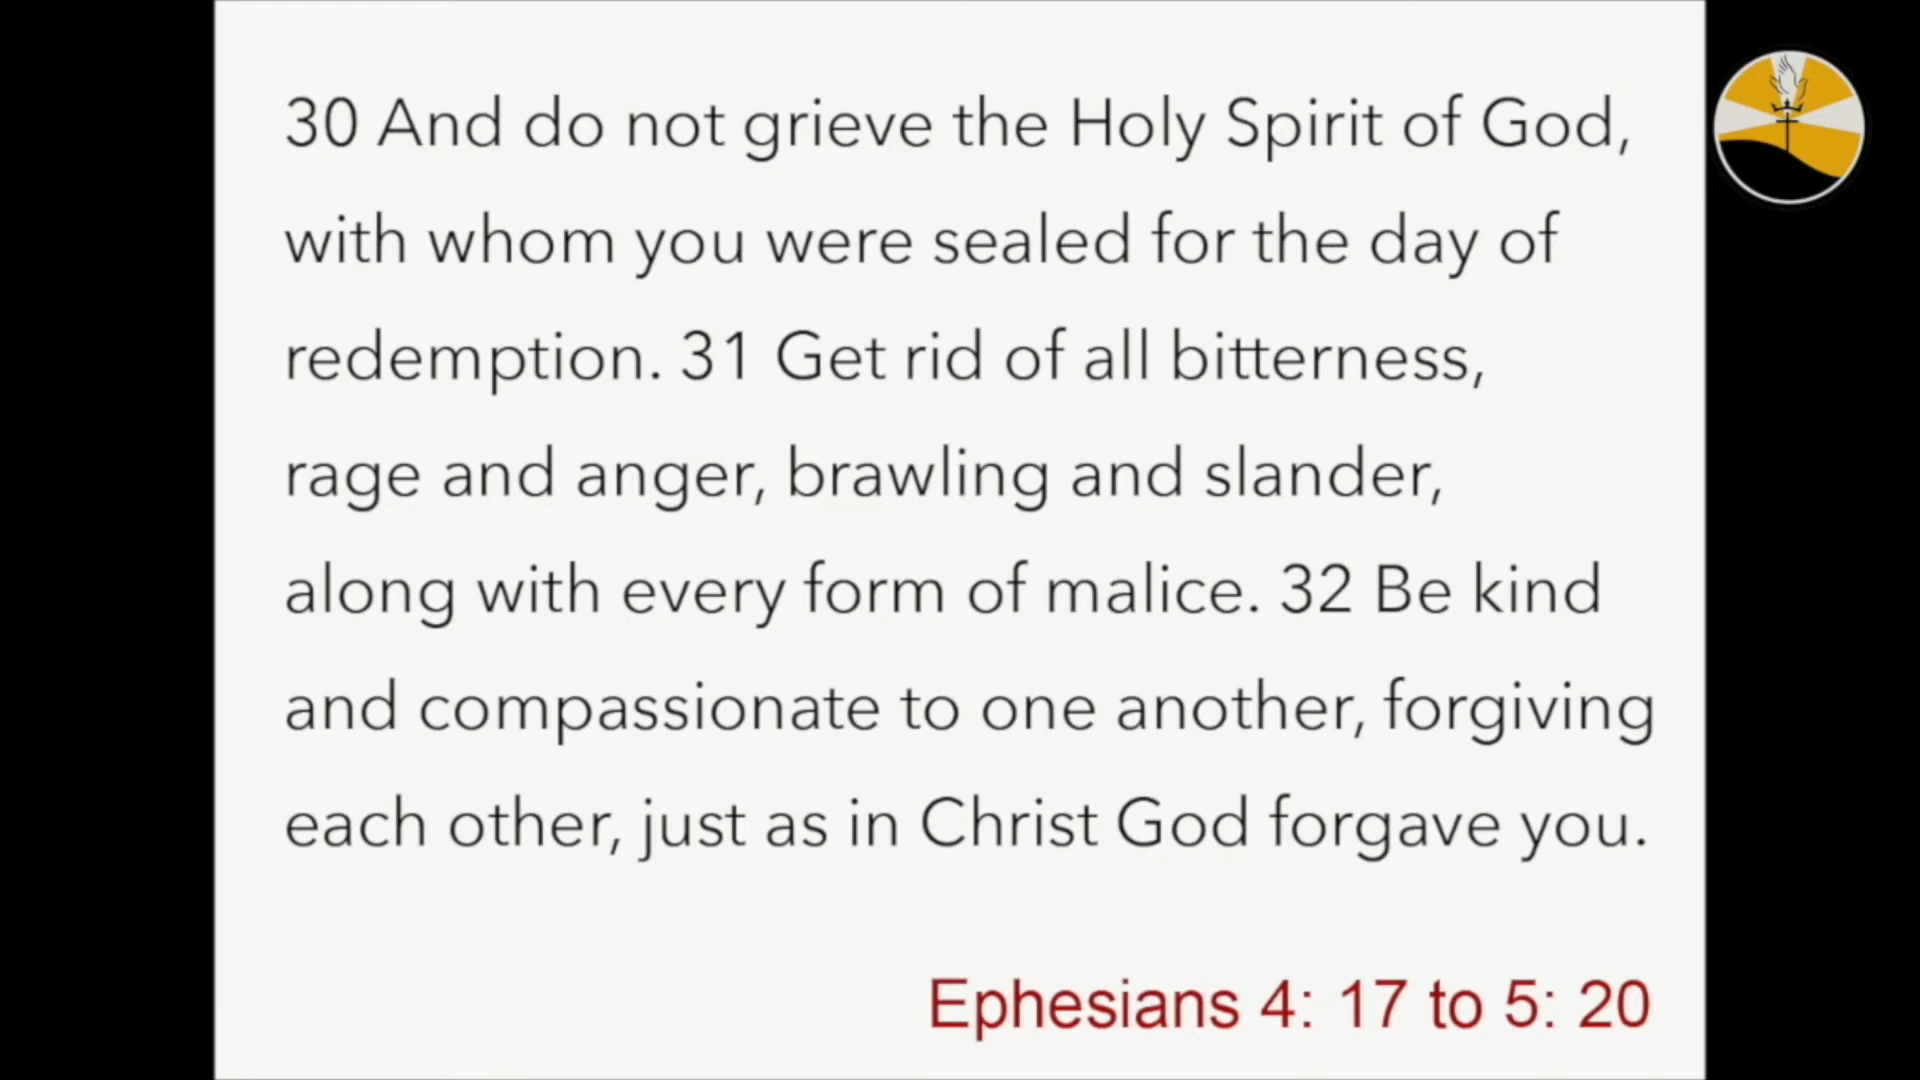 30 And do not grieve the Holy Spirit of God,
with whom you were sealed for the day of
redemption. 31 Get rid of all bitterness,
rage and anger, brawling and slander,
along with every form of malice. 32 Be kind
and compassionate to one another, forgiving
each other, just as in Christ God forgave you.
Ephesians 4: 17 to 5: 20